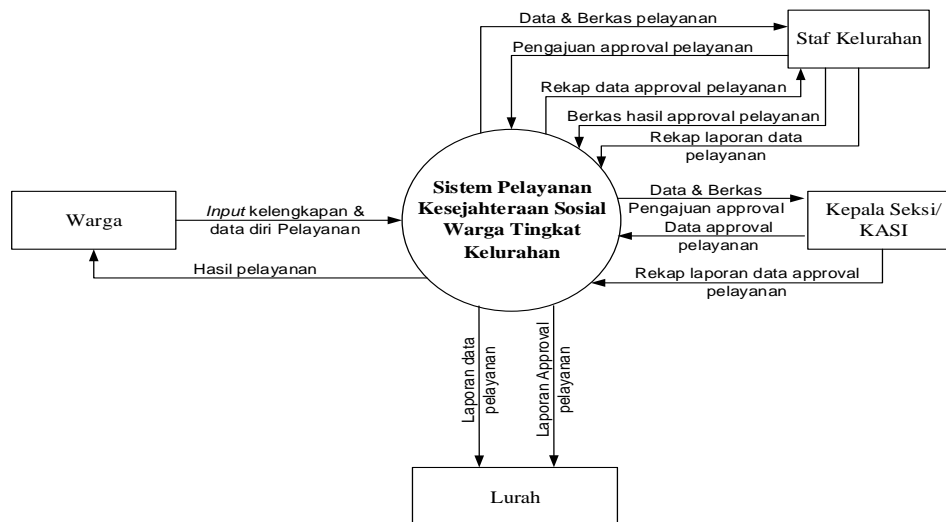 Data & Berkas pelayanan
Staf Kelurahan
Pengajuan approval pelayanan
Rekap data approval pelayanan
Berkas hasil approval pelayanan
Rekap laporan data
pelayanan
Sistem Pelayanan
Kesejahteraan Sosial
Warga Tingkat
Kelurahan
Warga
Input kelengkapan &
data diri Pelayanan
Hasil pelayanan
Data & Berkas
Pengajuan approval
Kepala Seksi/
KASI
Data approval
pelayanan
Rekap laporan data approval
pelayanan
Laporan data
pelayanan
Laporan Approval
pelayanan
Lurah